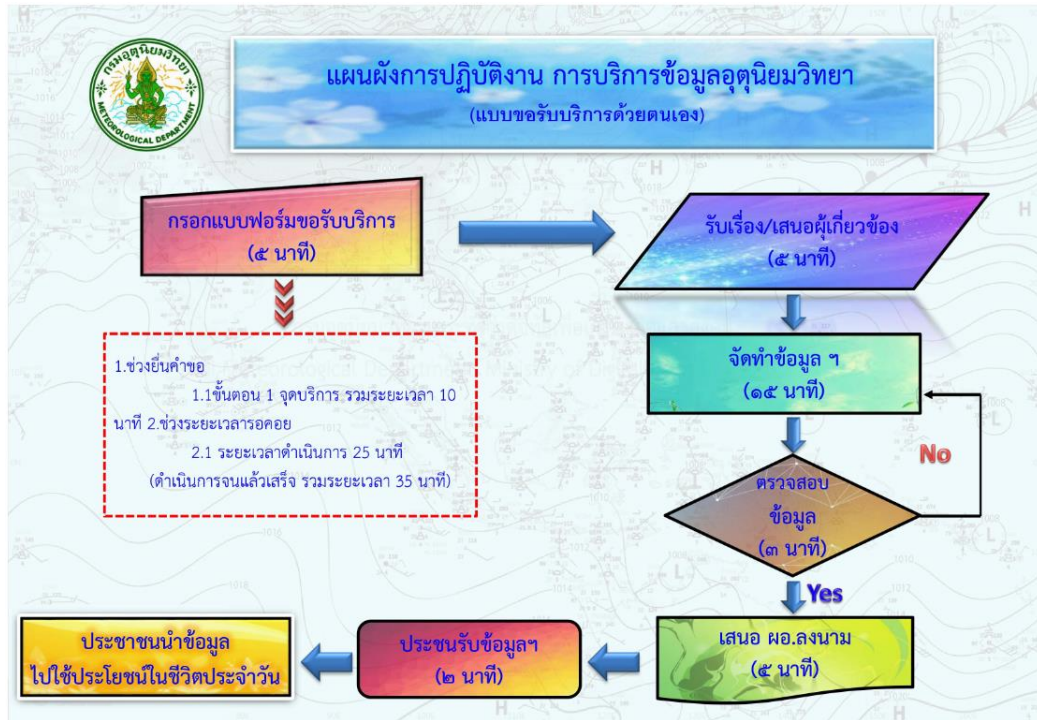 กรมอุตุนิยมวิทยา
METEOROLOGICAL DEPARTMENT
แผนผังการปฏิบัติงาน การบริการข้อมูลอุตุนิยมวิทยา
(แบบขอรับบริการด้วยตนเอง)
กรอกแบบฟอร์มขอรับบริการ
(๕ นาที)
รับเรื่อง/เสนอผู้เกี่ยวข้อง
(๕ นาที)
1.ช่วงยื่นคำขอ
1.1ขั้นตอน 1 จุดบริการ รวมระยะเวลา 10
นาที 2.ช่วงระยะเวลารอคอย
2.1 ระยะเวลาดำเนินการ 25 นาที
(ดำเนินการจนแล้วเสร็จ รวมระยะเวลา 35 นาที)
จัดทำข้อมูล ฯ
(๑๕ นาที)
No
ตรวจสอบ
ข้อมูล
(๓ นาที)
Yes
เสนอ ผอ.ลงนาม
(๕ นาที)
ประชนรับข้อมูลฯ
(๒ นาที)
ประชาชนนำข้อมูล
ไปใช้ประโยชน์ในชีวิตประจำวัน